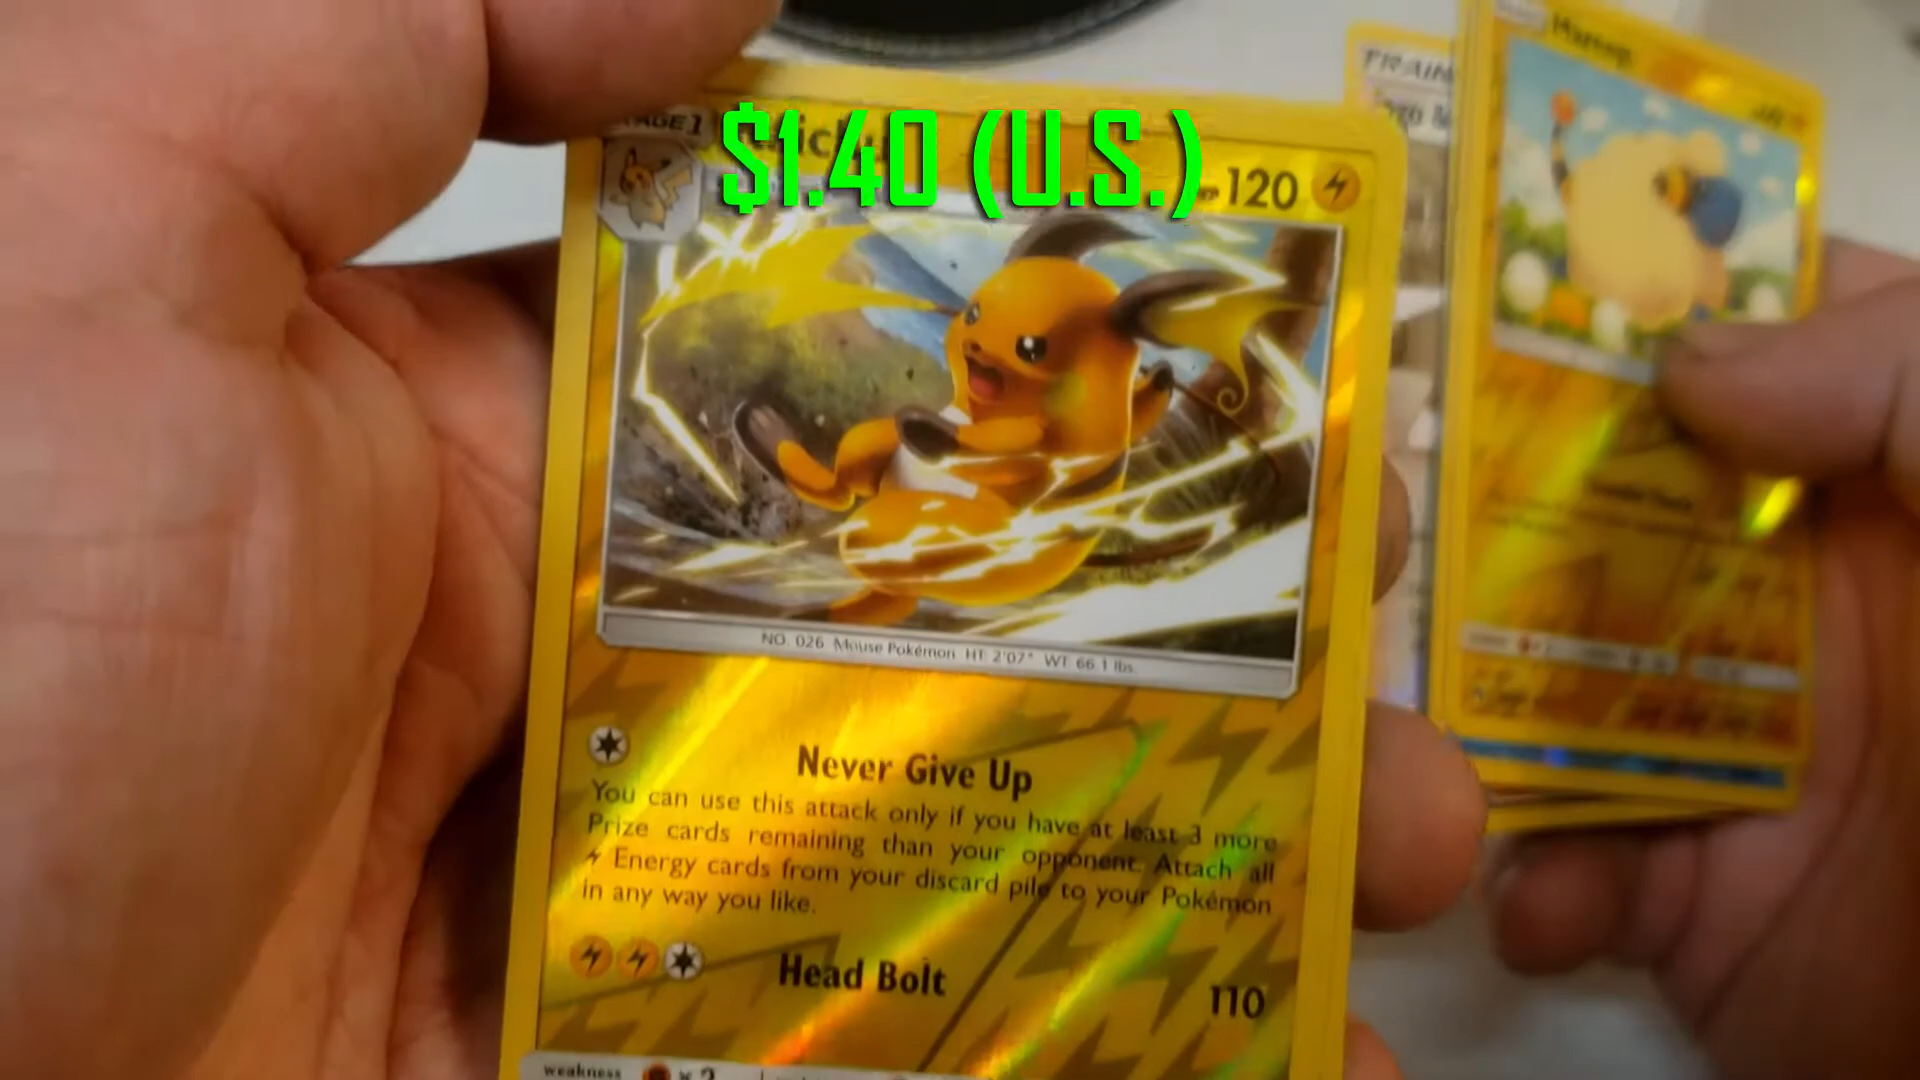 $1.40 (U.S.)
120
TRAIN
NO. 026 Mouse Pokémon HT: 2'07" WT: 66.1 lbs.
Never Give Up
You can use this attack only if you have at least 3 more
Prize cards remaining than your opponent. Attach all
Energy cards from your discard pile to your Pokémon
in any way you like.
Head Bolt
110
weakness